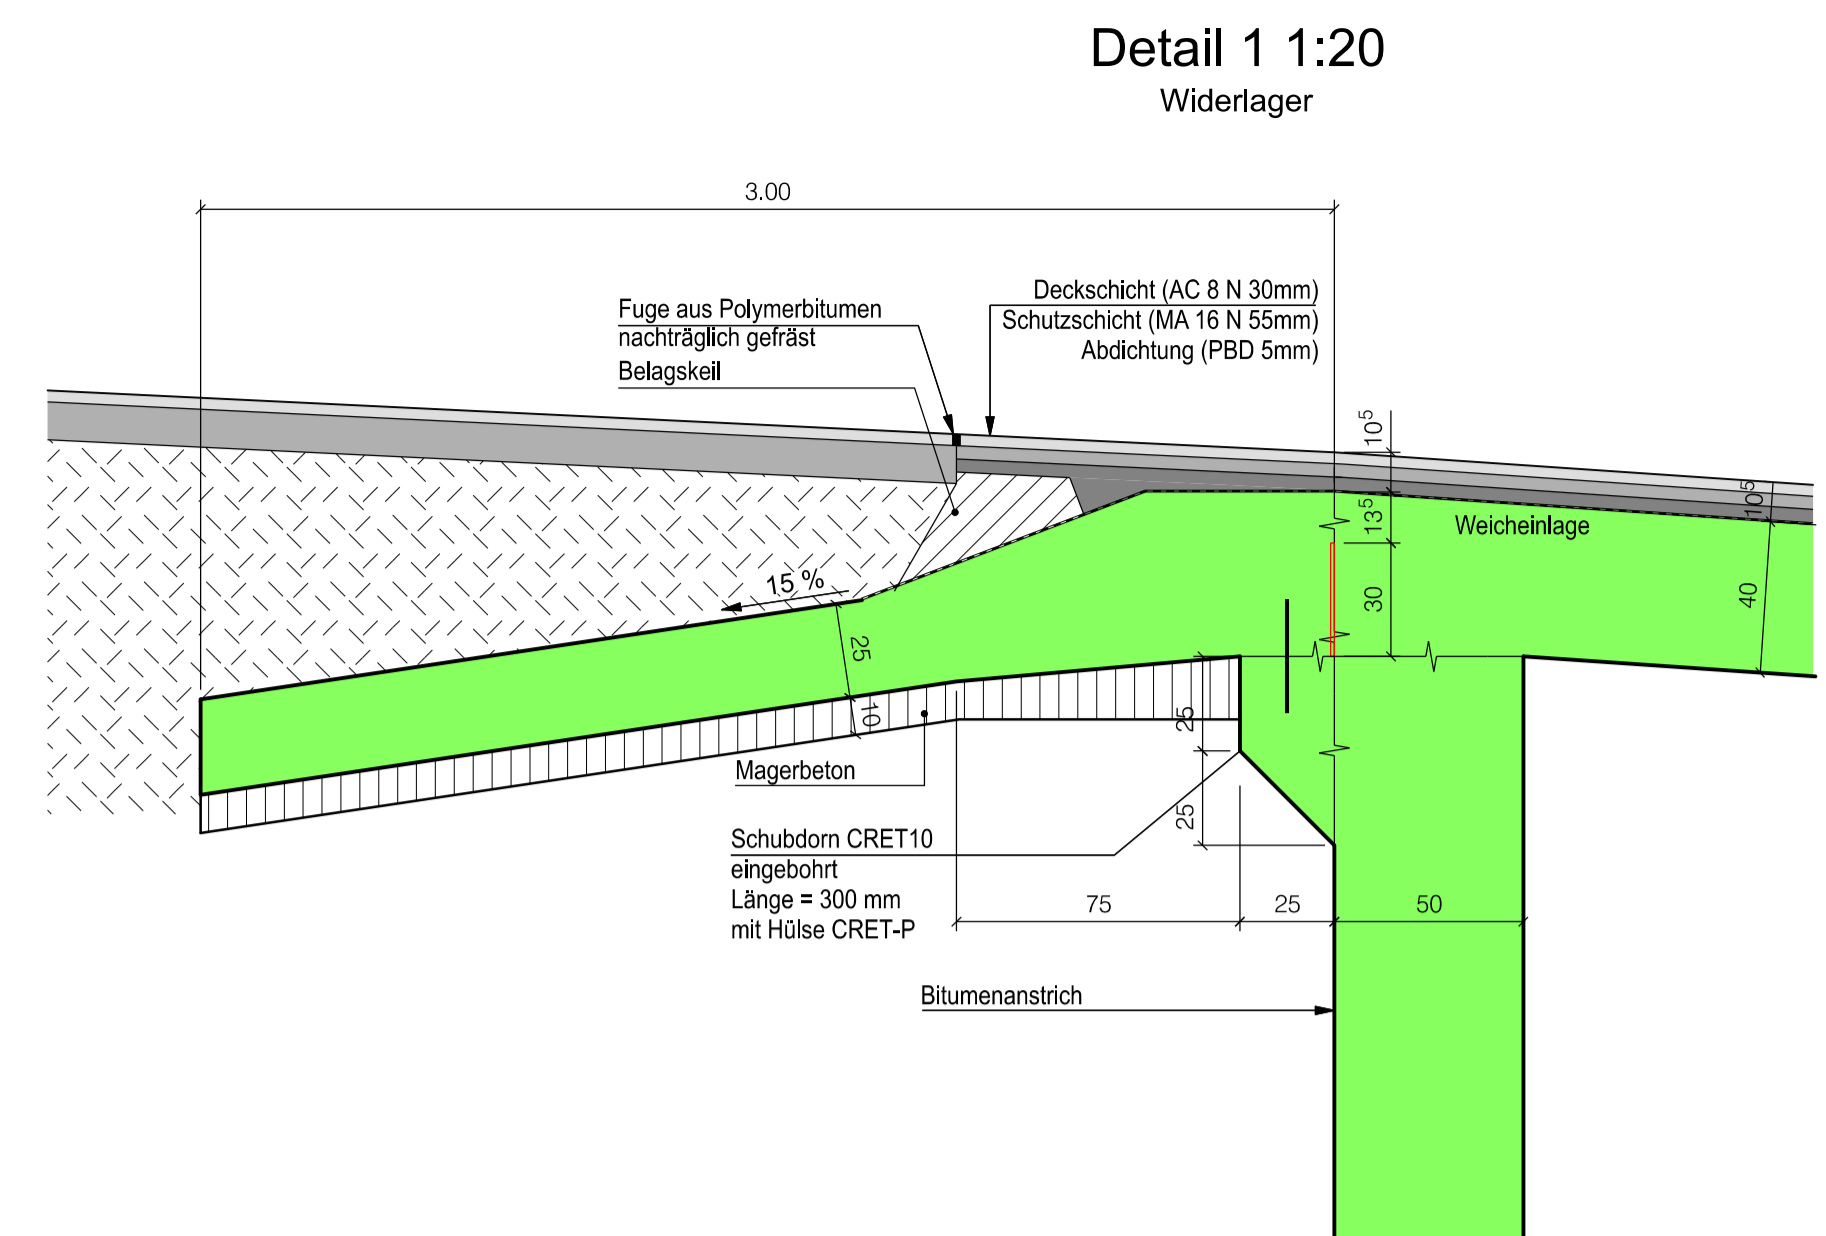 Detail 1 1:20
Widerlager
3.00
Deckschicht (AC 8 N 30mm)
Schutzschicht (MA 16 N 55mm)
Abdichtung (PBD 5mm)
Fuge aus Polymerbitumen
nachträglich gefräst
Belagskeil
10⁵
13⁵
30
10⁵
40
Weicheinlage
15 %
25
10
Magerbeton
25
25
Schubdorn CRET10
eingebohrt
Länge = 300 mm
mit Hülse CRET-P
75
25
50
Bitumenanstrich